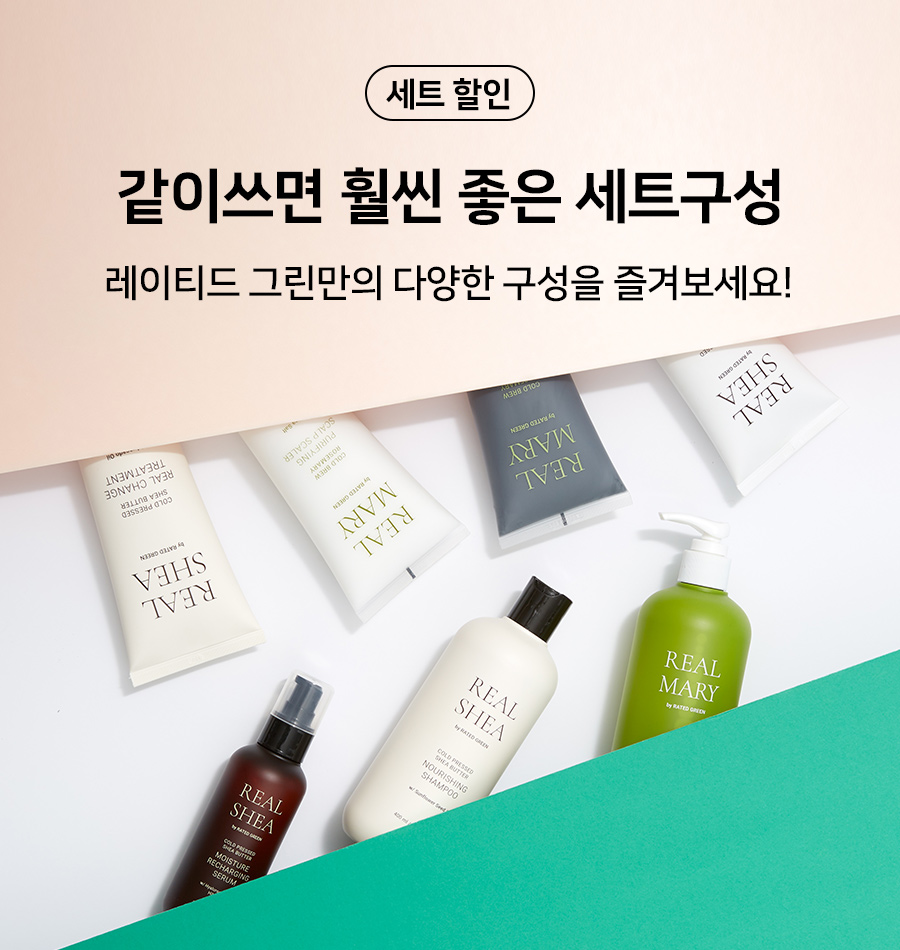 세트 할인
같이쓰면 훨씬 좋은 세트구성
레이티드 그린만의 다양한 구성을 즐겨보세요!
REAL
SHEA
by RATED GREEN
COLD PRESSED
SHEA BUTTER
REAL CHANGE
TREATMENT
REAL
MARY
by RATED GREEN
COLD BREW
ROSEMARY
PURIFYING
SCALP SCALER
REAL
MARY
by RATED GREEN
COLD BREW
REAL
SHEA
by RATED GREEN
REAL
SHEA
by RATED GREEN
COLD PRESSED
SHEA BUTTER
MOISTURE
RECHARGING
SERUM
REAL
SHEA
by RATED GREEN
COLD PRESSED
SHEA BUTTER
NOURISHING
SHAMPOO
w/ Sunflower Seed
400 ml
REAL
MARY
by RATED GREEN